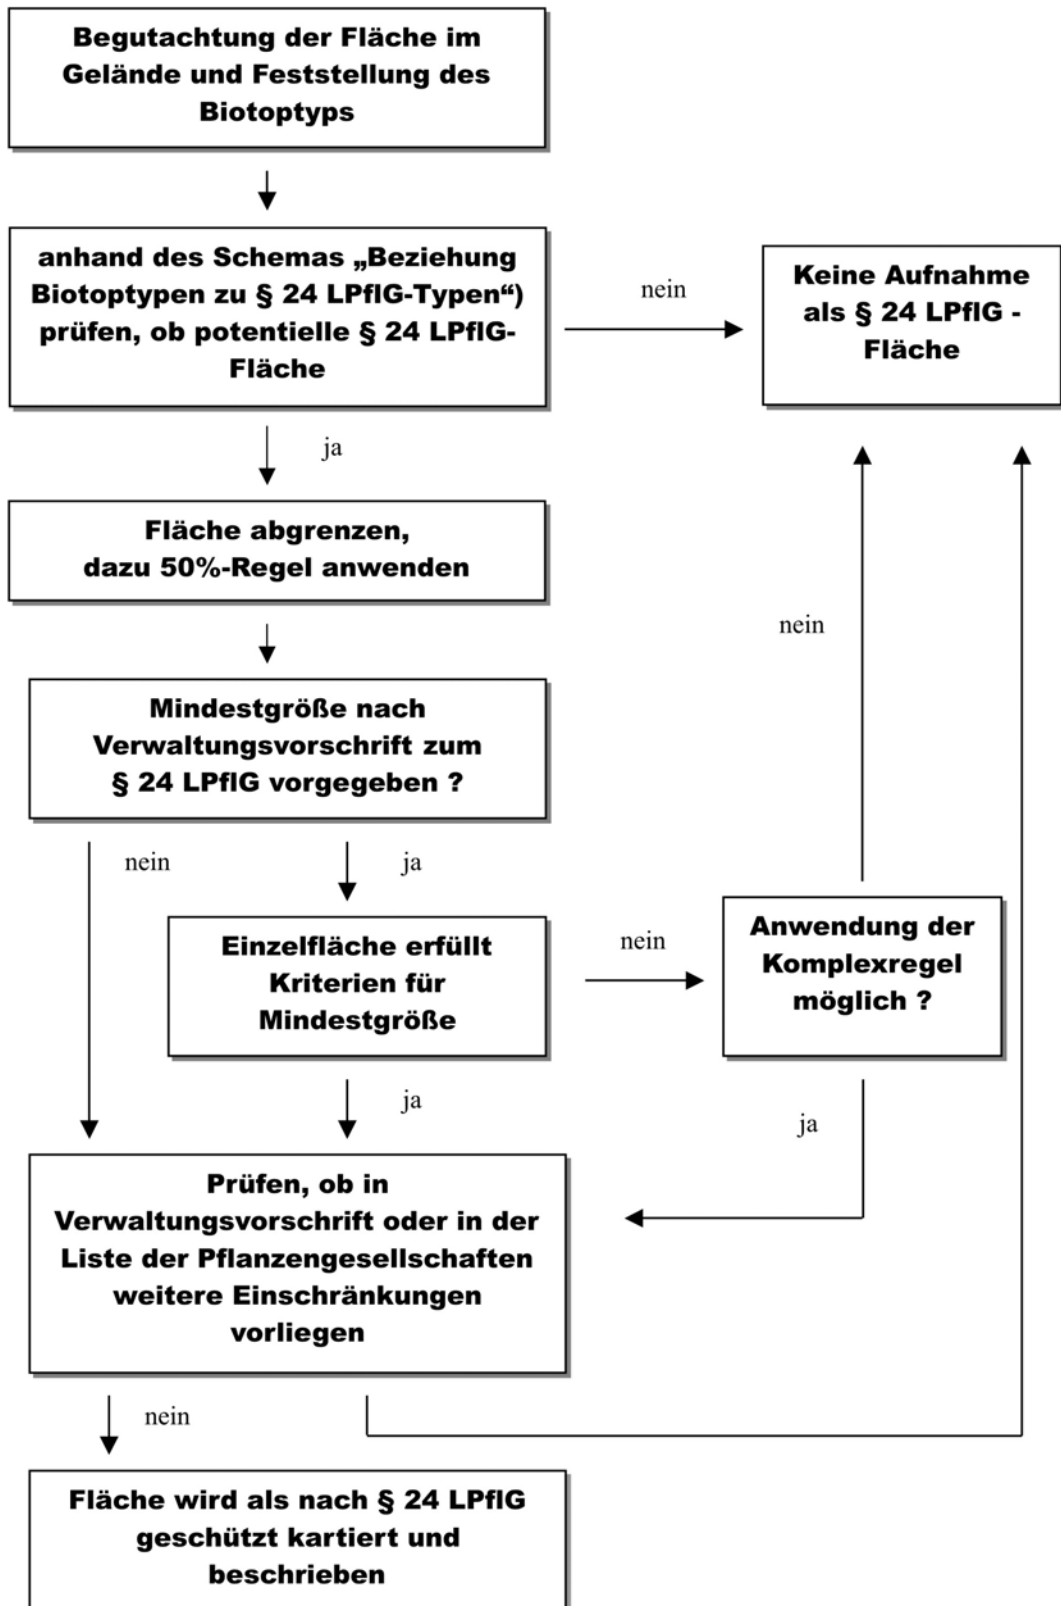 Begutachtung der Fläche im
Gelände und Feststellung des
Biotoptyps
anhand des Schemas „Beziehung
Biotoptypen zu § 24 LPflG-Typen“)
prüfen, ob potentielle § 24 LPflG-
Fläche
nein
Keine Aufnahme
als § 24 LPflG -
Fläche
ja
Fläche abgrenzen,
dazu 50%-Regel anwenden
nein
Mindestgröße nach
Verwaltungsvorschrift zum
§ 24 LPflG vorgegeben ?
nein
ja
Einzelfläche erfüllt
Kriterien für
Mindestgröße
nein
Anwendung der
Komplexregel
möglich ?
ja
ja
Prüfen, ob in
Verwaltungsvorschrift oder in der
Liste der Pflanzengesellschaften
weitere Einschränkungen
vorliegen
nein
Fläche wird als nach § 24 LPflG
geschützt kartiert und
beschrieben